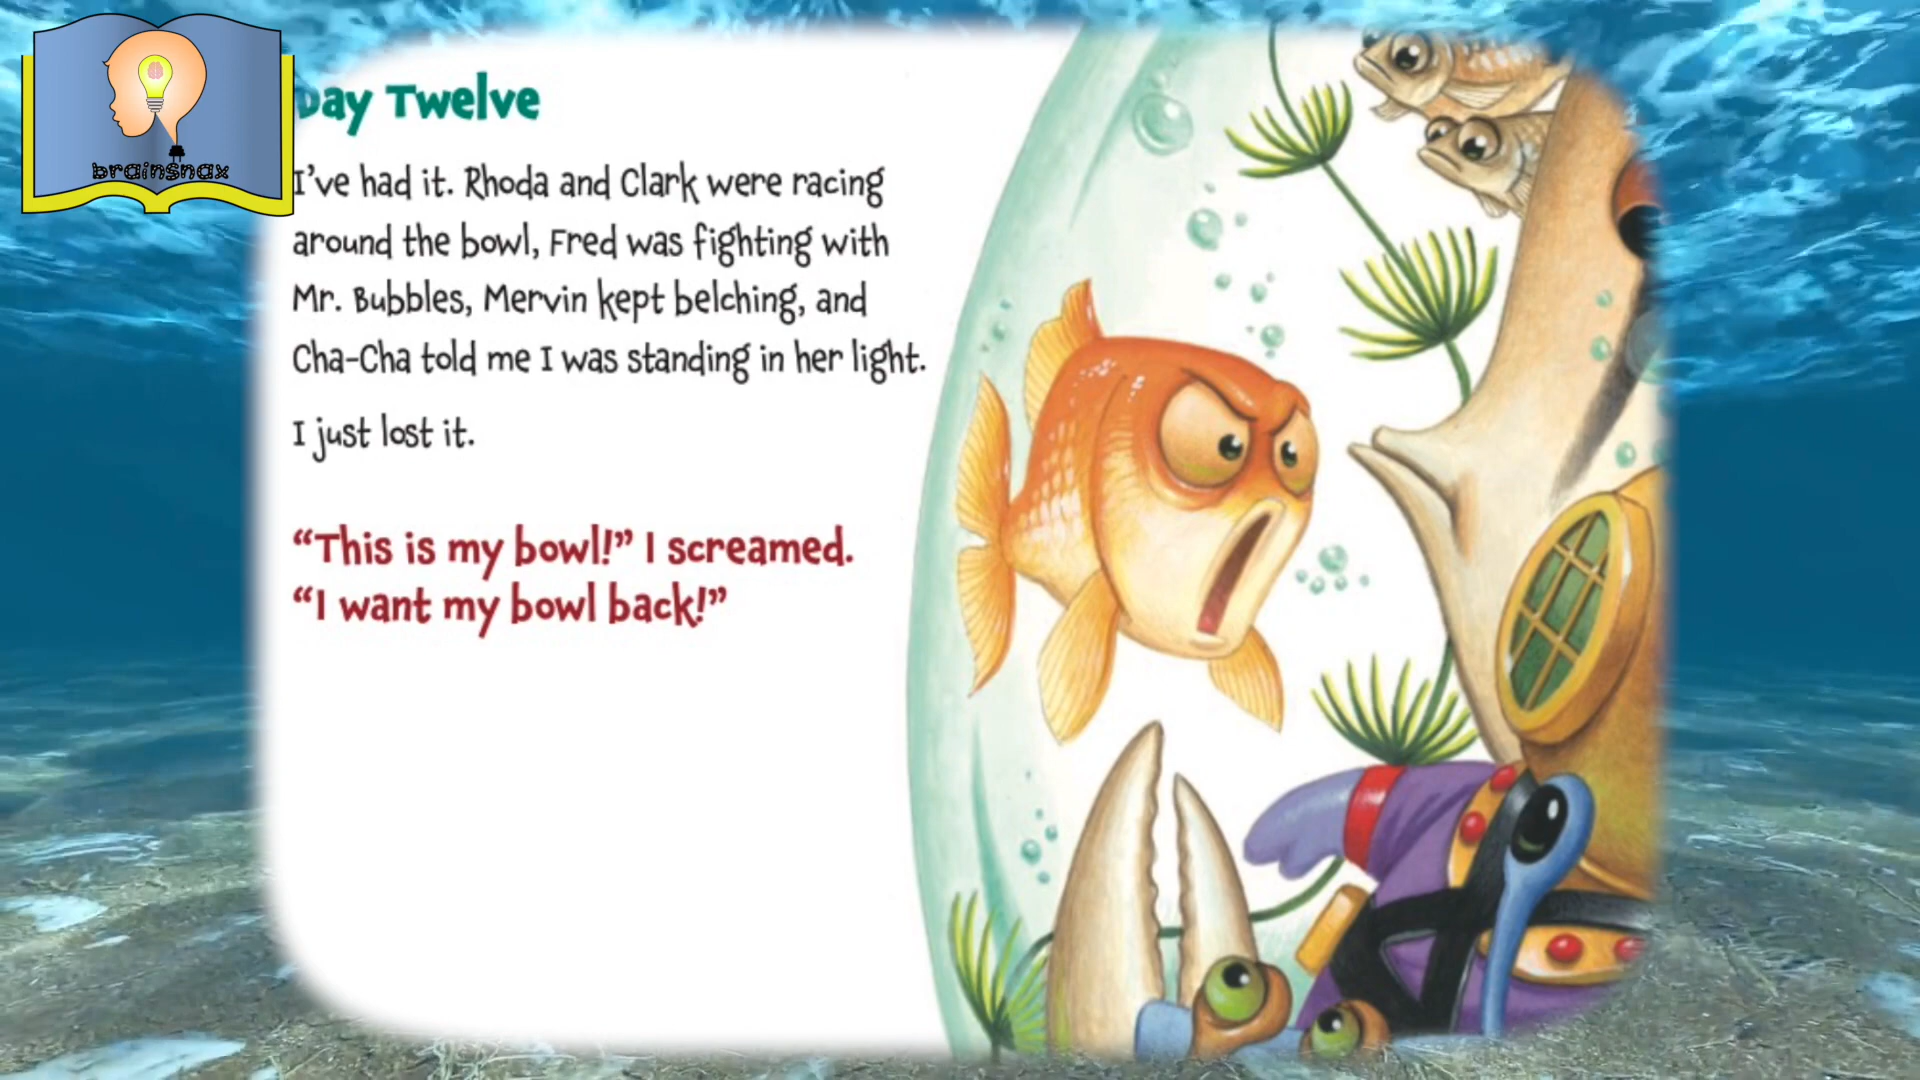 brainsnax
Day Twelve
I've had it. Rhoda and Clark were racing
around the bowl, Fred was fighting with
Mr. Bubbles, Mervin kept belching, and
Cha-Cha told me I was standing in her light.
I just lost it.
“This is my bowl!” I screamed.
“I want my bowl back!”